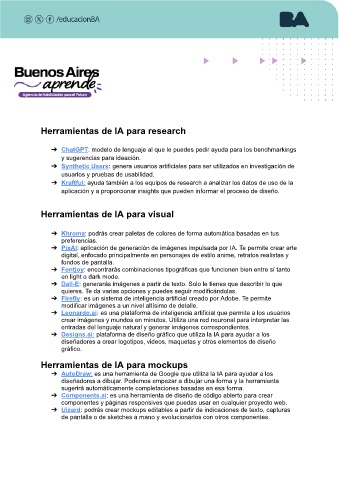 /educacionBA
BA
Buenos Aires
aprende
Agencia de Habilidades para el Futuro
Herramientas de IA para research
➔ ChatGPT: modelo de lenguaje al que le puedes pedir ayuda para los benchmarkings
y sugerencias para ideación.
➔ Synthetic Users: genera usuarios artificiales para ser utilizados en investigación de
usuarios y pruebas de usabilidad.
➔ Kraftful: ayuda también a los equipos de research a analizar los datos de uso de la
aplicación y a proporcionar insights que pueden informar el proceso de diseño.
Herramientas de IA para visual
➔ Khroma: podrás crear paletas de colores de forma automática basadas en tus
preferencias.
➔ PixAI: aplicación de generación de imágenes impulsada por IA. Te permite crear arte
digital, enfocado principalmente en personajes de estilo anime, retratos realistas y
fondos de pantalla.
➔ Fontjoy: encontrarás combinaciones tipográficas que funcionen bien entre sí tanto
en light o dark mode.
➔ Dall-E: generarás imágenes a partir de texto. Solo le tienes que describir lo que
quieres. Te da varias opciones y puedes seguir modificándolas.
➔ Firefly: es un sistema de inteligencia artificial creado por Adobe. Te permite
modificar imágenes a un nivel altísimo de detalle.
➔ Leonardo.ai: es una plataforma de inteligencia artificial que permite a los usuarios
crear imágenes y mundos en minutos. Utiliza una red neuronal para interpretar las
entradas del lenguaje natural y generar imágenes correspondientes.
➔ Designs.ai: plataforma de diseño gráfico que utiliza la IA para ayudar a los
diseñadores a crear logotipos, videos, maquetas y otros elementos de diseño
gráfico.
Herramientas de IA para mockups
➔ AutoDraw: es una herramienta de Google que utiliza la IA para ayudar a los
diseñadores a dibujar. Podemos empezar a dibujar una forma y la herramienta
sugerirá automáticamente completaciones basadas en esa forma.
➔ Components.ai: es una herramienta de diseño de código abierto para crear
componentes y páginas responsives que puedas usar en cualquier proyecto web.
➔ Uizard: podrás crear mockups editables a partir de indicaciones de texto, capturas
de pantalla o de sketches a mano y evolucionarlos con otros componentes.